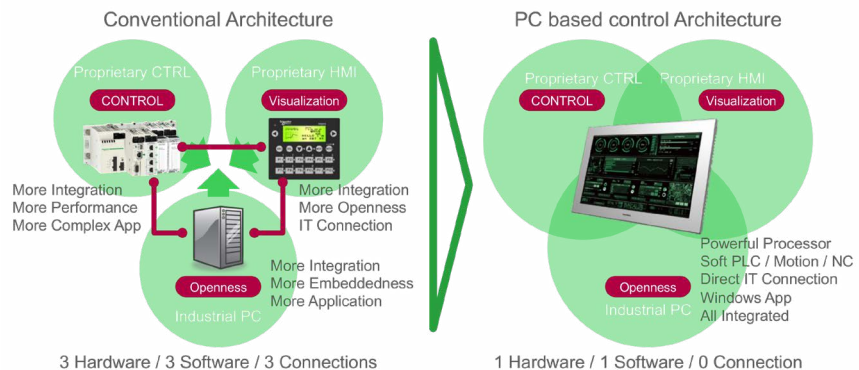 Conventional Architecture
Proprietary CTRL
Proprietary HMI
CONTROL
Visualization
More Integration
More Performance
More Complex App
More Integration
More Openness
IT Connection
More Integration
More Embeddedness
More Application
Openness
Industrial PC
3 Hardware / 3 Software / 3 Connections
PC based control Architecture
Proprietary CTRL
Proprietary HMI
CONTROL
Visualization
Powerful Processor
Soft PLC / Motion / NC
Direct IT Connection
Windows App
All Integrated
Openness
Industrial PC
1 Hardware / 1 Software / 0 Connection